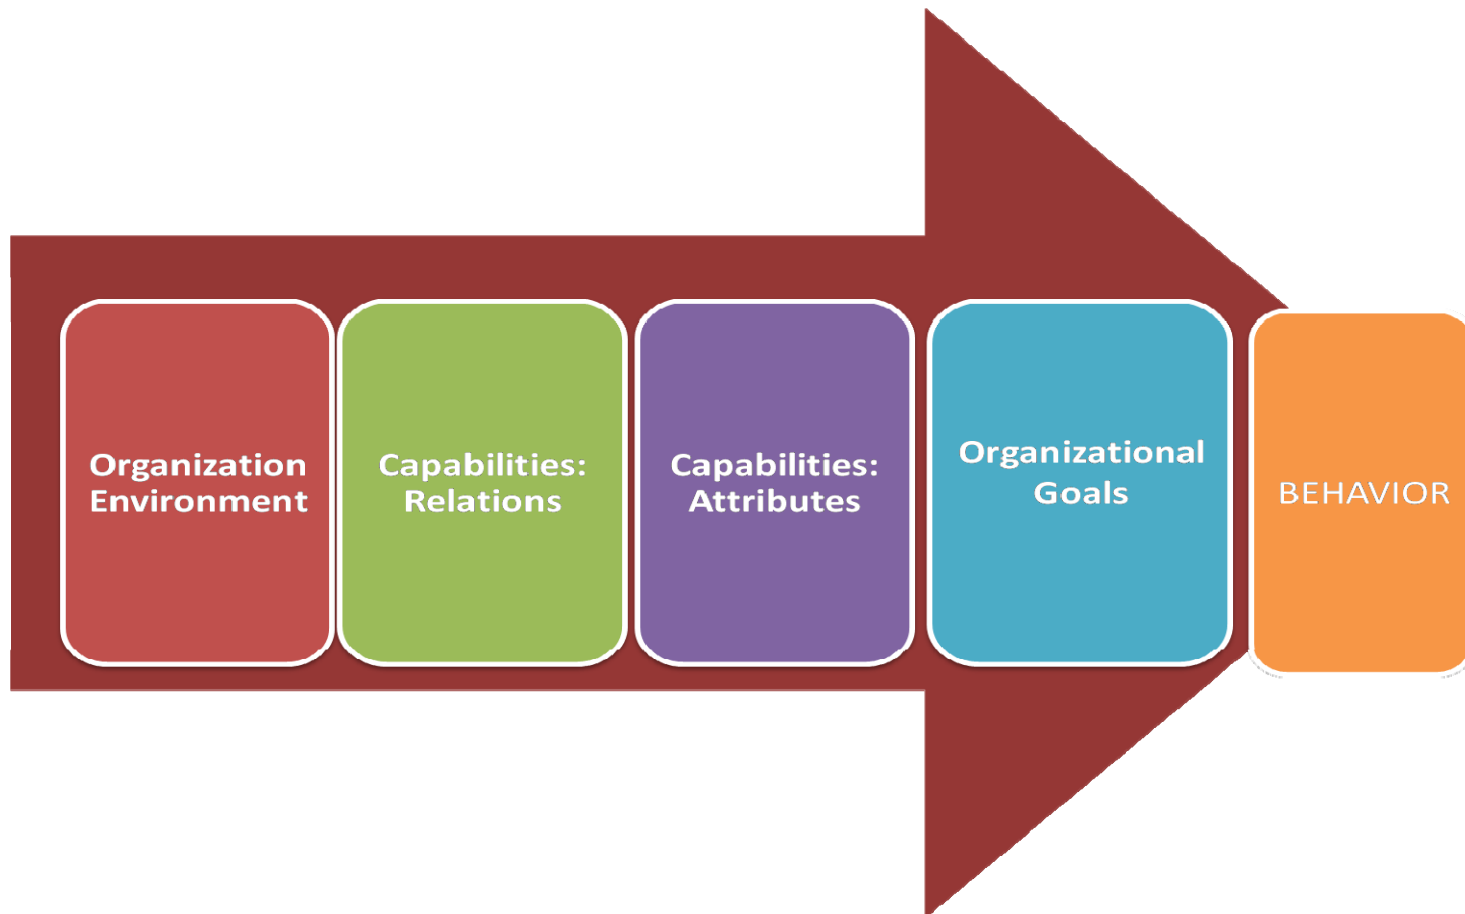 Organization
Environment
Capabilities:
Relations
Capabilities:
Attributes
Organizational
Goals
BEHAVIOR